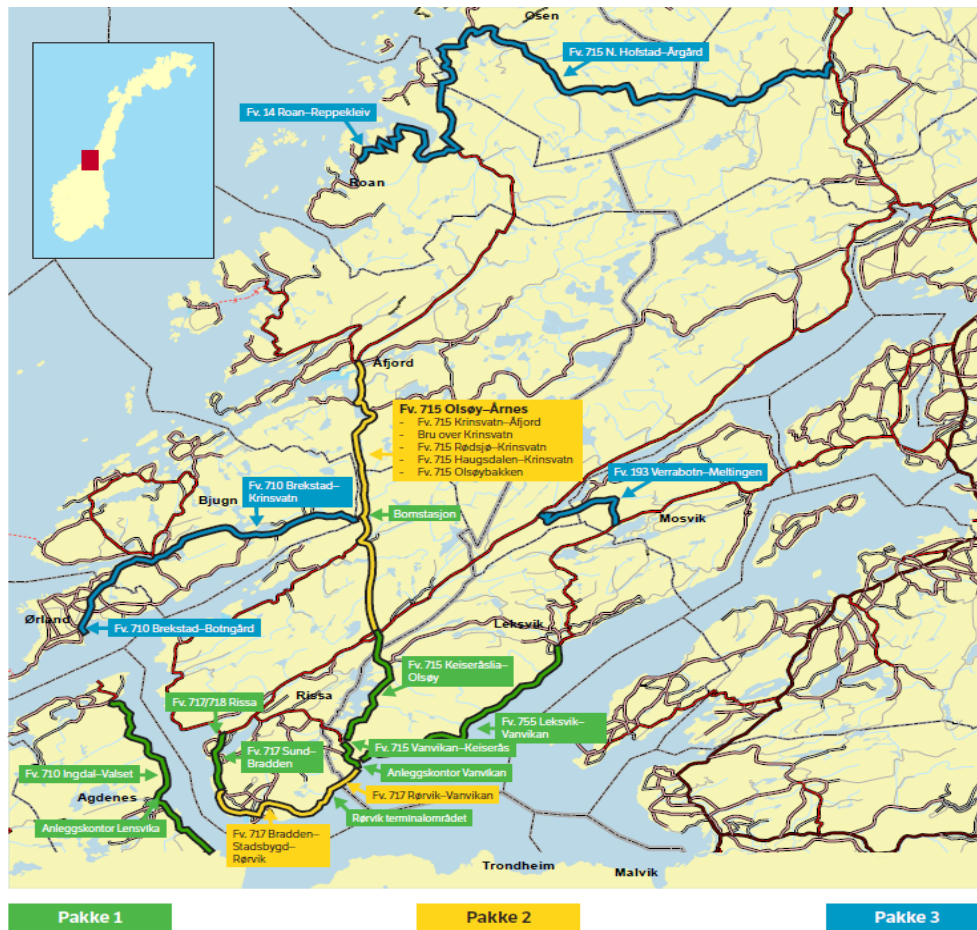 Osen
Fv. 715 N. Hofstad–Årgård
Fv. 14 Roan–Reppekleiv
Roan
Åfjord
Fv. 715 Olsøy–Årnes
- Fv. 715 Krinsvatn–Åfjord
- Bru over Krinsvatn
- Fv. 715 Rødsjø–Krinsvatn
- Fv. 715 Haugsdalen–Krinsvatn
- Fv. 715 Olsøybakken
Fv. 710 Brekstad–
Krinsvatn
Bjugn
Fv. 193 Verrabotn–Meltingen
Bomstasjon
Mosvik
Ørland
Fv. 710 Brekstad–Botngård
Leksvik
Fv. 715 Keiseråslia–
Olsøy
Rissa
Fv. 717/718 Rissa
Fv. 755 Leksvik–
Vanvikan
Fv. 717 Sund–
Bradden
Fv. 715 Vanvikan–Keiserås
Fv. 710 Ingdal–Valset
Anleggskontor Vanvikan
Agdenes
Fv. 717 Rørvik–Vanvikan
Rørvik terminalområdet
Anleggskontor Lensvika
Fv. 717 Bradden–
Stadsbygd–
Rørvik
Trondheim
Malvik
Pakke 1
Pakke 2
Pakke 3